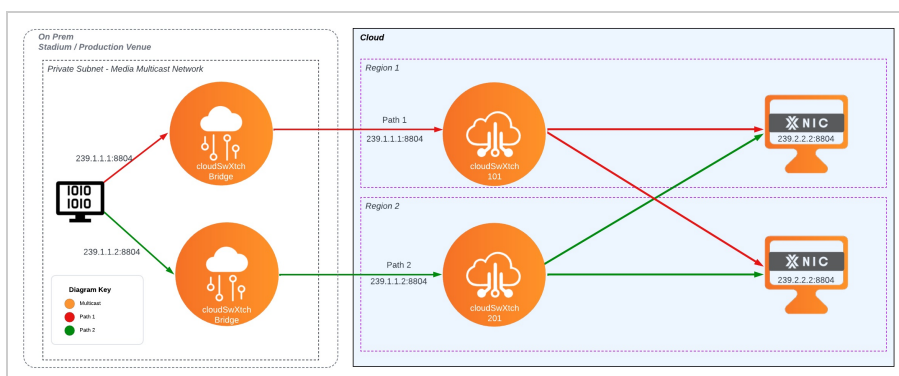 On Prem
Stadium / Production Venue
Private Subnet - Media Multicast Network
239.1.1.1:8804
1010
1010
239.1.1.2:8804
cloudSwXtch
Bridge
cloudSwXtch
Bridge
Diagram Key
Multicast
Path 1
Path 2
Cloud
Region 1
Path 1
239.1.1.1:8804
cloudSwXtch
101
XNIC
239.2.2.2:8804
Region 2
Path 2
239.1.1.2:8804
cloudSwXtch
201
XNIC
239.2.2.2:8804